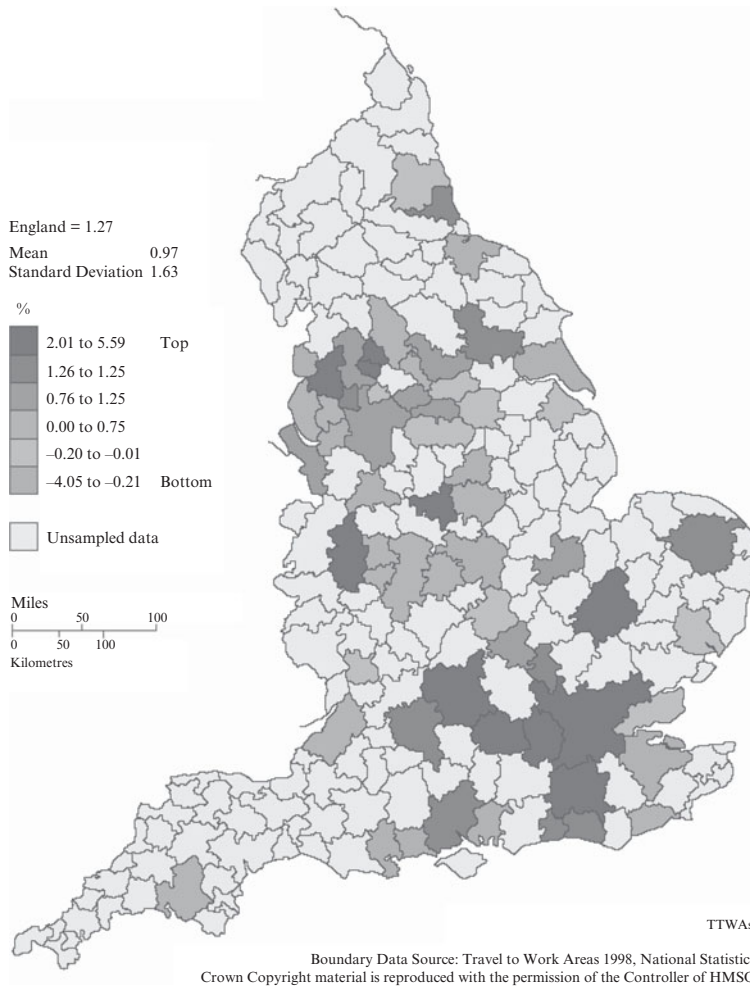 England = 1.27
Mean 0.97
Standard Deviation 1.63
%
2.01 to 5.59 Top
1.26 to 1.25
0.76 to 1.25
0.00 to 0.75
–0.20 to –0.01
–4.05 to –0.21 Bottom
Unsampled data
Miles
0 50 100
0 50 100
Kilometres
TTWAs
Boundary Data Source: Travel to Work Areas 1998, National Statistic
Crown Copyright material is reproduced with the permission of the Controller of HMSO